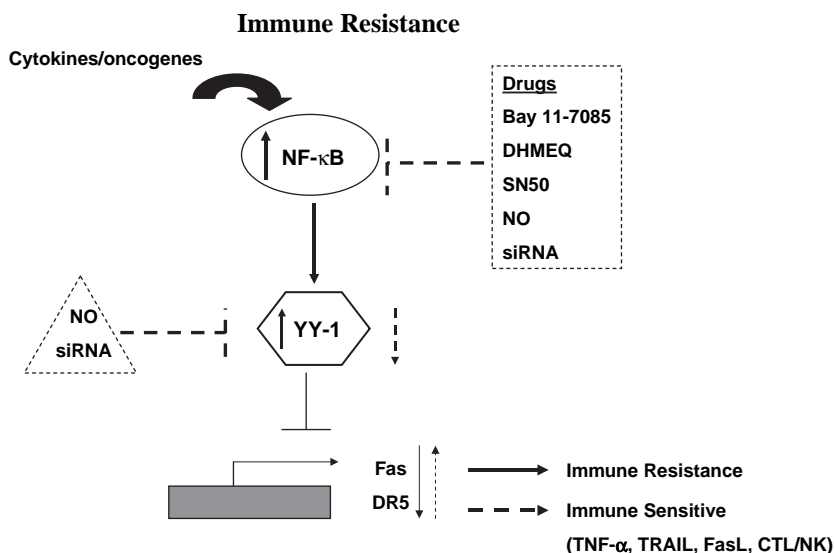 Immune Resistance
Cytokines/oncogenes
NF-κB
Drugs
Bay 11-7085
DHMEQ
SN50
NO
siRNA
NO
siRNA
YY-1
Fas
DR5
Immune Resistance
Immune Sensitive
(TNF-α, TRAIL, FasL, CTL/NK)